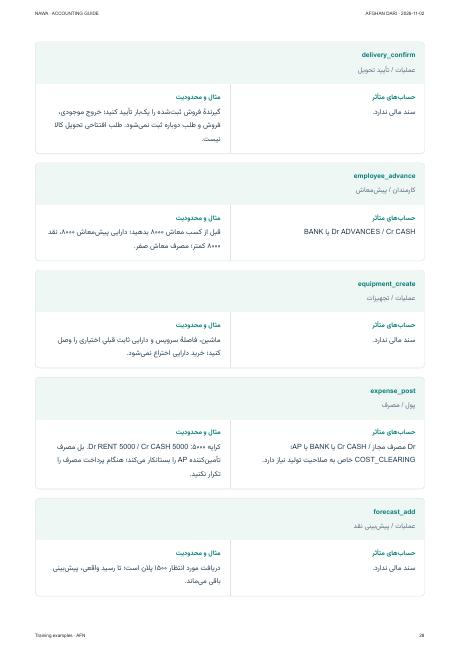 NAWA · ACCOUNTING GUIDE
AFGHAN DARI · 2026-11-02
delivery_confirm
عملیات / تأیید تحویل
حساب‌های متأثر
سند مالی ندارد.
مثال و محدودیت
گیرندهٔ فروش ثبت‌شده را یک‌بار تأیید کنید؛ خروج موجودی،
فروش و طلب دوباره ثبت نمی‌شود. طلب افتتاحی تحویل کالا
نیست.
employee_advance
کارمندان / پیش‌معاش
حساب‌های متأثر
Dr ADVANCES / Cr CASH یا BANK
مثال و محدودیت
قبل از کسب معاش ۸۰۰۰ بدهید: دارایی پیش‌معاش ۸۰۰۰، نقد
۸۰۰۰ کمتر؛ مصرف معاش صفر.
equipment_create
عملیات / تجهیزات
حساب‌های متأثر
سند مالی ندارد.
مثال و محدودیت
ماشین، فاصلهٔ سرویس و دارایی ثابت قبلیِ اختیاری را وصل
کنید؛ خرید دارایی اختراع نمی‌شود.
expense_post
پول / مصرف
حساب‌های متأثر
Dr مصرف مجاز / Cr CASH یا BANK یا AP؛
COST_CLEARING خاص به صلاحیت تولید نیاز دارد.
مثال و محدودیت
کرایه ۵۰۰۰: Dr RENT 5000 / Cr CASH 5000. بل مصرف
تأمین‌کننده AP را بستانکار می‌کند؛ هنگام پرداخت مصرف را
تکرار نکنید.
forecast_add
عملیات / پیش‌بینی نقد
حساب‌های متأثر
سند مالی ندارد.
مثال و محدودیت
دریافت مورد انتظار ۱۵۰۰ پلان است؛ تا رسید واقعی، پیش‌بینی
باقی می‌ماند.
Training examples · AFN
28